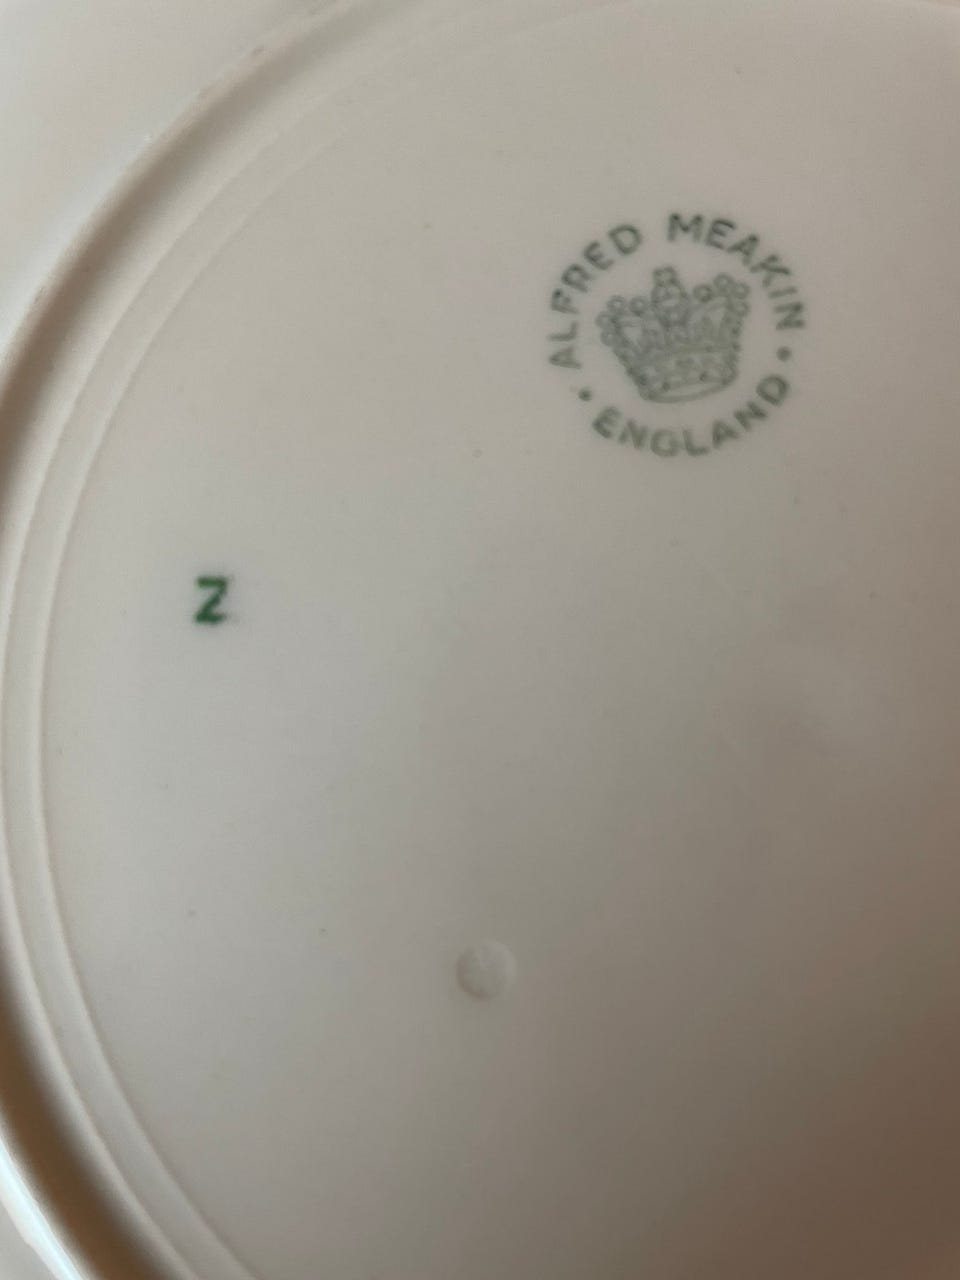 ALFRED MEAKIN
• ENGLAND •
Z